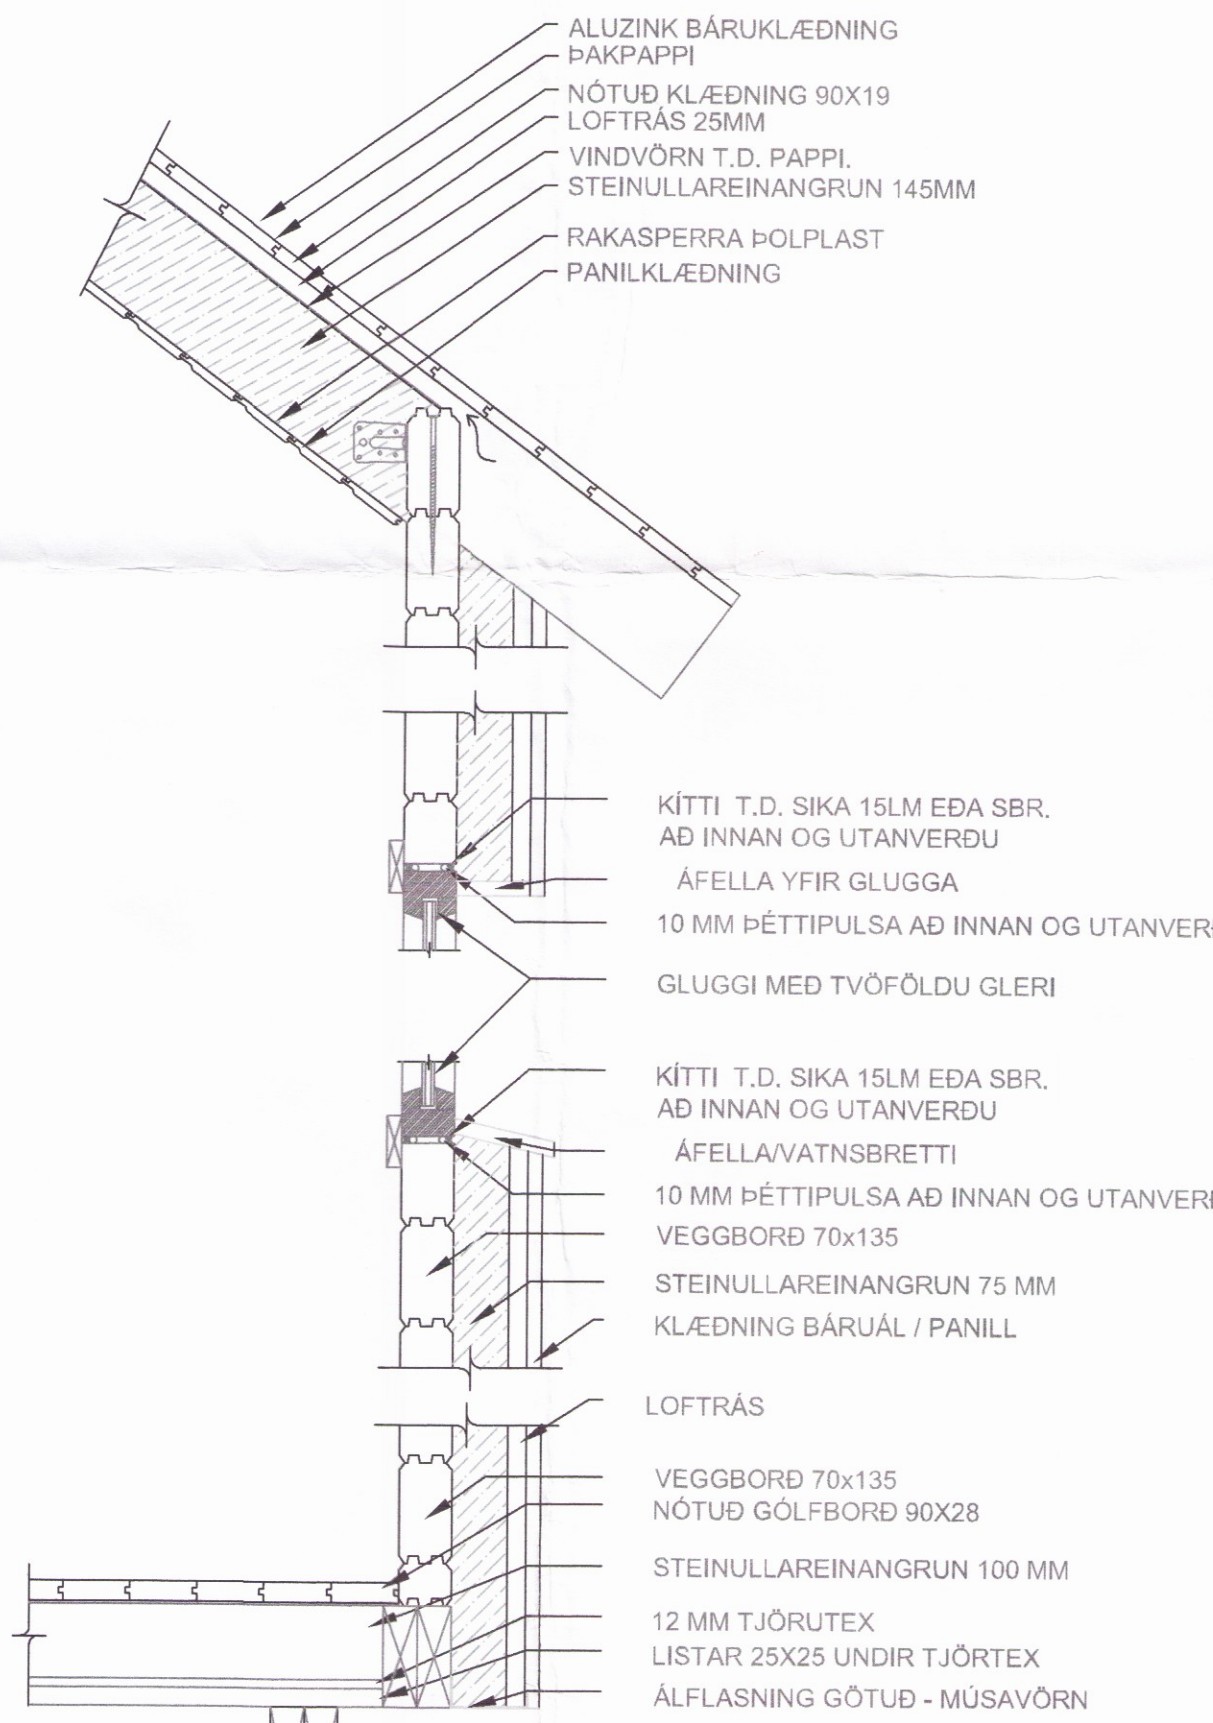 ALUZINK BÁRUKLÆÐNING
ÞAKPAPPI
NÓTUÐ KLÆÐNING 90X19
LOFTRÁS 25MM
VINDVÖRN T.D. PAPPI.
STEINULLAREINANGRUN 145MM
RAKASPERRA ÞOLPLAST
PANILKLÆÐNING
KÍTTI T.D. SIKA 15LM EÐA SBR.
AÐ INNAN OG UTANVERÐU
ÁFELLA YFIR GLUGGA
10 MM ÞÉTTIPULSA AÐ INNAN OG UTANVER
GLUGGI MEÐ TVÖFÖLDU GLERI
KÍTTI T.D. SIKA 15LM EÐA SBR.
AÐ INNAN OG UTANVERÐU
ÁFELLA/VATNSBRETTI
10 MM ÞÉTTIPULSA AÐ INNAN OG UTANVER
VEGGBORÐ 70x135
STEINULLAREINANGRUN 75 MM
KLÆÐNING BÁRUÁL / PANILL
LOFTRÁS
VEGGBORÐ 70x135
NÓTUÐ GÓLFBORÐ 90X28
STEINULLAREINANGRUN 100 MM
12 MM TJÖRUTEX
LISTAR 25X25 UNDIR TJÖRTEX
ÁLFLASNING GÖTUÐ - MÚSAVÖRN